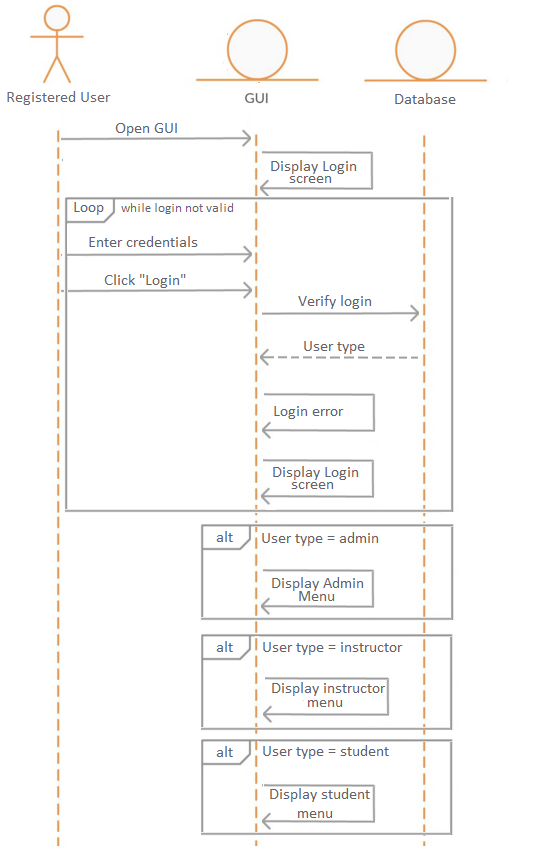 Registered User
GUI
Database
Open GUI
Display Login
screen
Loop
while login not valid
Enter credentials
Click "Login"
Verify login
User type
Login error
Display Login
screen
alt
User type = admin
Display Admin
Menu
alt
User type = instructor
Display instructor
menu
alt
User type = student
Display student
menu